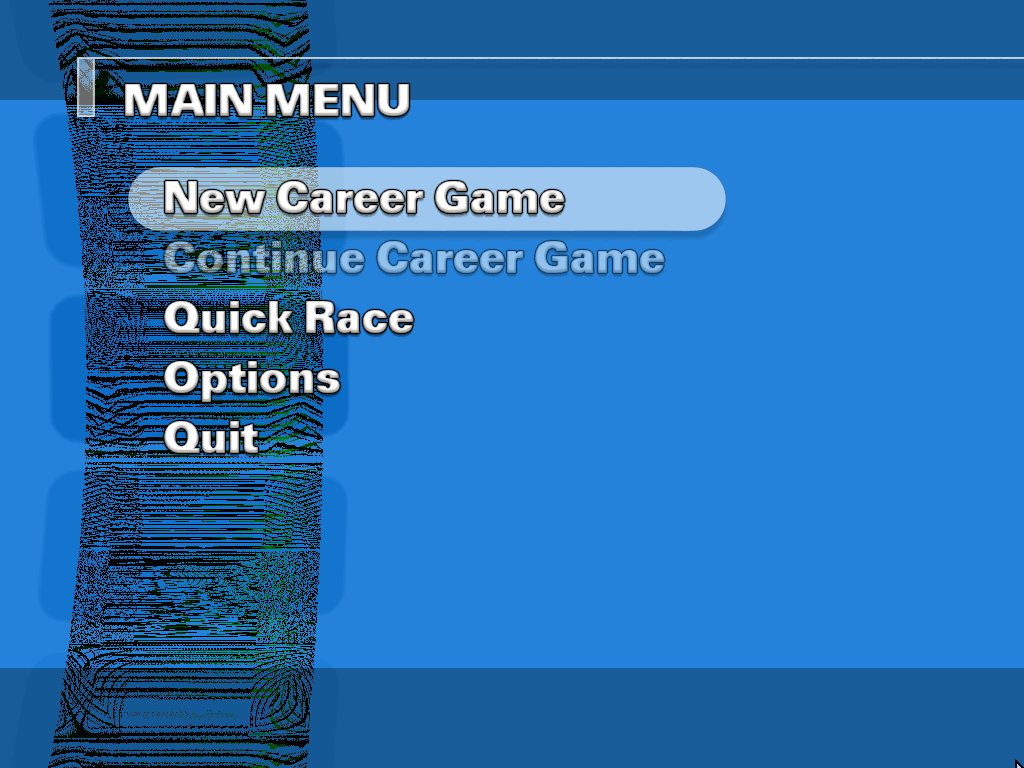 MAIN MENU
New Career Game
Continue Career Game
Quick Race
Options
Quit